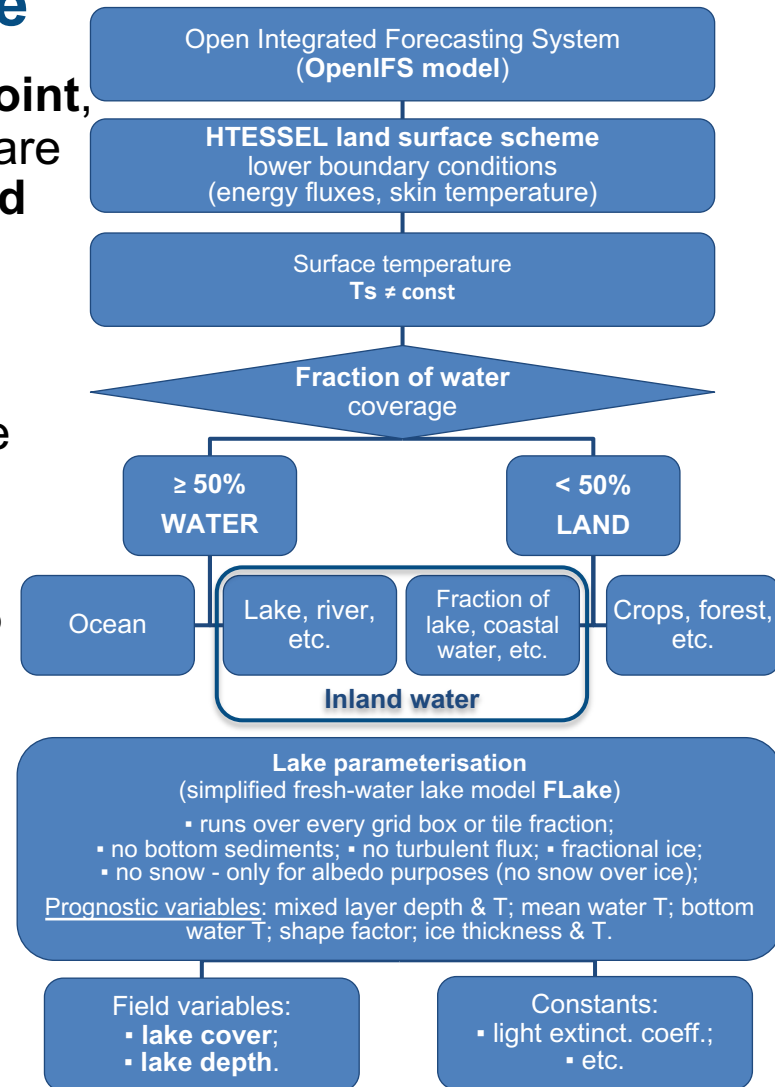 e
oint,
are
d
e
o
Open Integrated Forecasting System
(OpenIFS model)
HTESSEL land surface scheme
lower boundary conditions
(energy fluxes, skin temperature)
Surface temperature
Ts ≠ const
Fraction of water
coverage
≥ 50%
WATER
< 50%
LAND
Ocean
Lake, river,
etc.
Fraction of
lake, coastal
water, etc.
Crops, forest,
etc.
Inland water
Lake parameterisation
(simplified fresh-water lake model FLake)
▪ runs over every grid box or tile fraction;
▪ no bottom sediments; ▪ no turbulent flux; ▪ fractional ice;
▪ no snow - only for albedo purposes (no snow over ice);
Prognostic variables: mixed layer depth & T; mean water T; bottom
water T; shape factor; ice thickness & T.
Field variables:
▪ lake cover;
▪ lake depth.
Constants:
▪ light extinct. coeff.;
▪ etc.